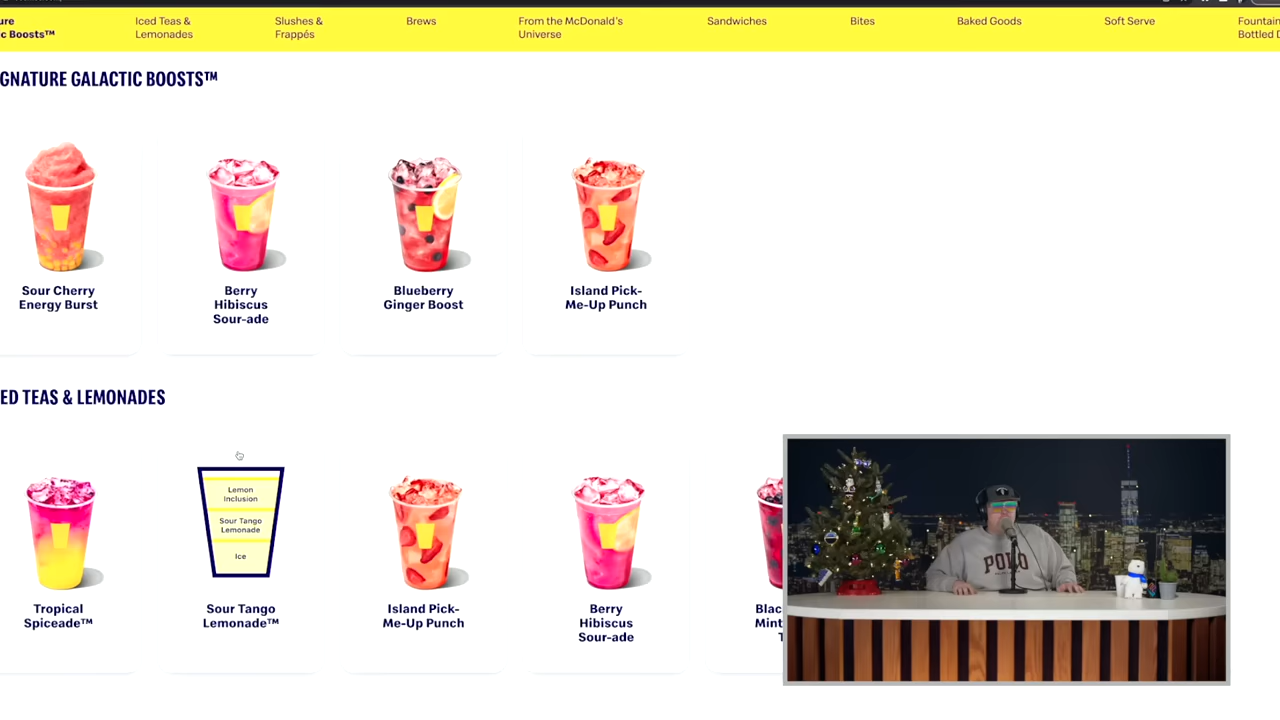 ure
c Boosts™
Iced Teas &
Lemonades
Slushes &
Frappés
Brews
From the McDonald's
Universe
Sandwiches
Bites
Baked Goods
Soft Serve
Fountain
Bottled D
GNATURE GALACTIC BOOSTS™
Sour Cherry
Energy Burst
Berry
Hibiscus
Sour-ade
Blueberry
Ginger Boost
Island Pick-
Me-Up Punch
ED TEAS & LEMONADES
Lemon
Inclusion
Sour Tango
Lemonade
Ice
Tropical
Spiceade™
Sour Tango
Lemonade™
Island Pick-
Me-Up Punch
Berry
Hibiscus
Sour-ade
Blac
Mint
T
POLO